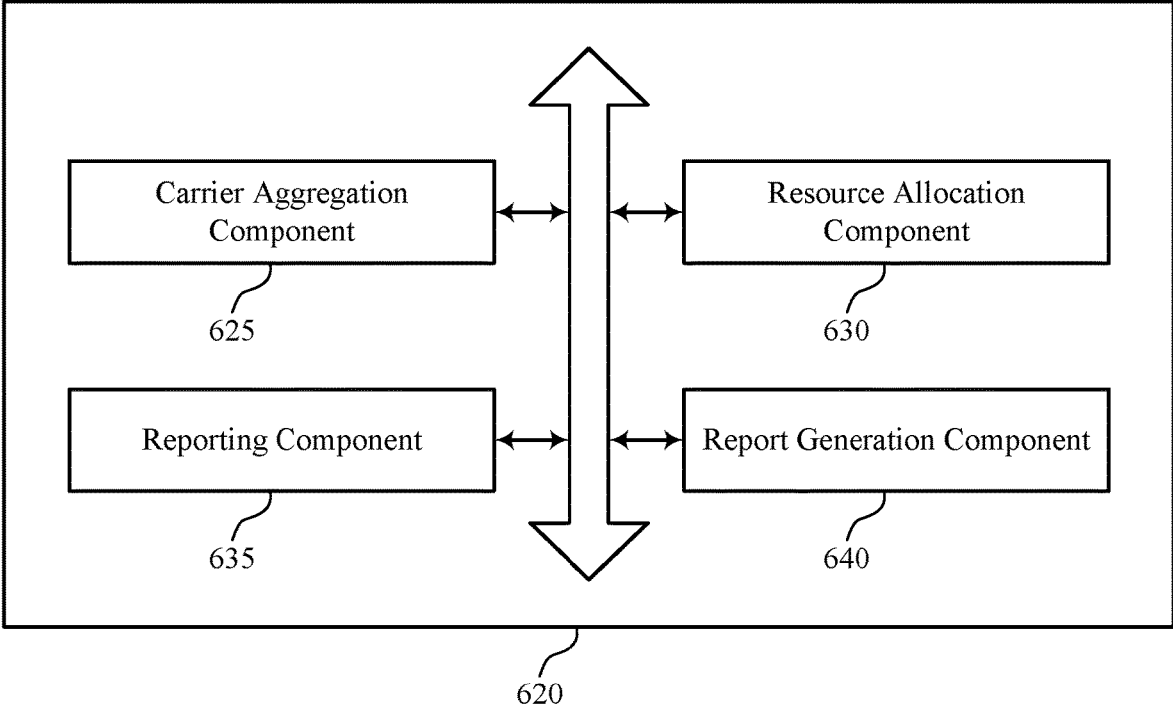 Carrier Aggregation
Component
625
Resource Allocation
Component
630
Reporting Component
635
Report Generation Component
640
620